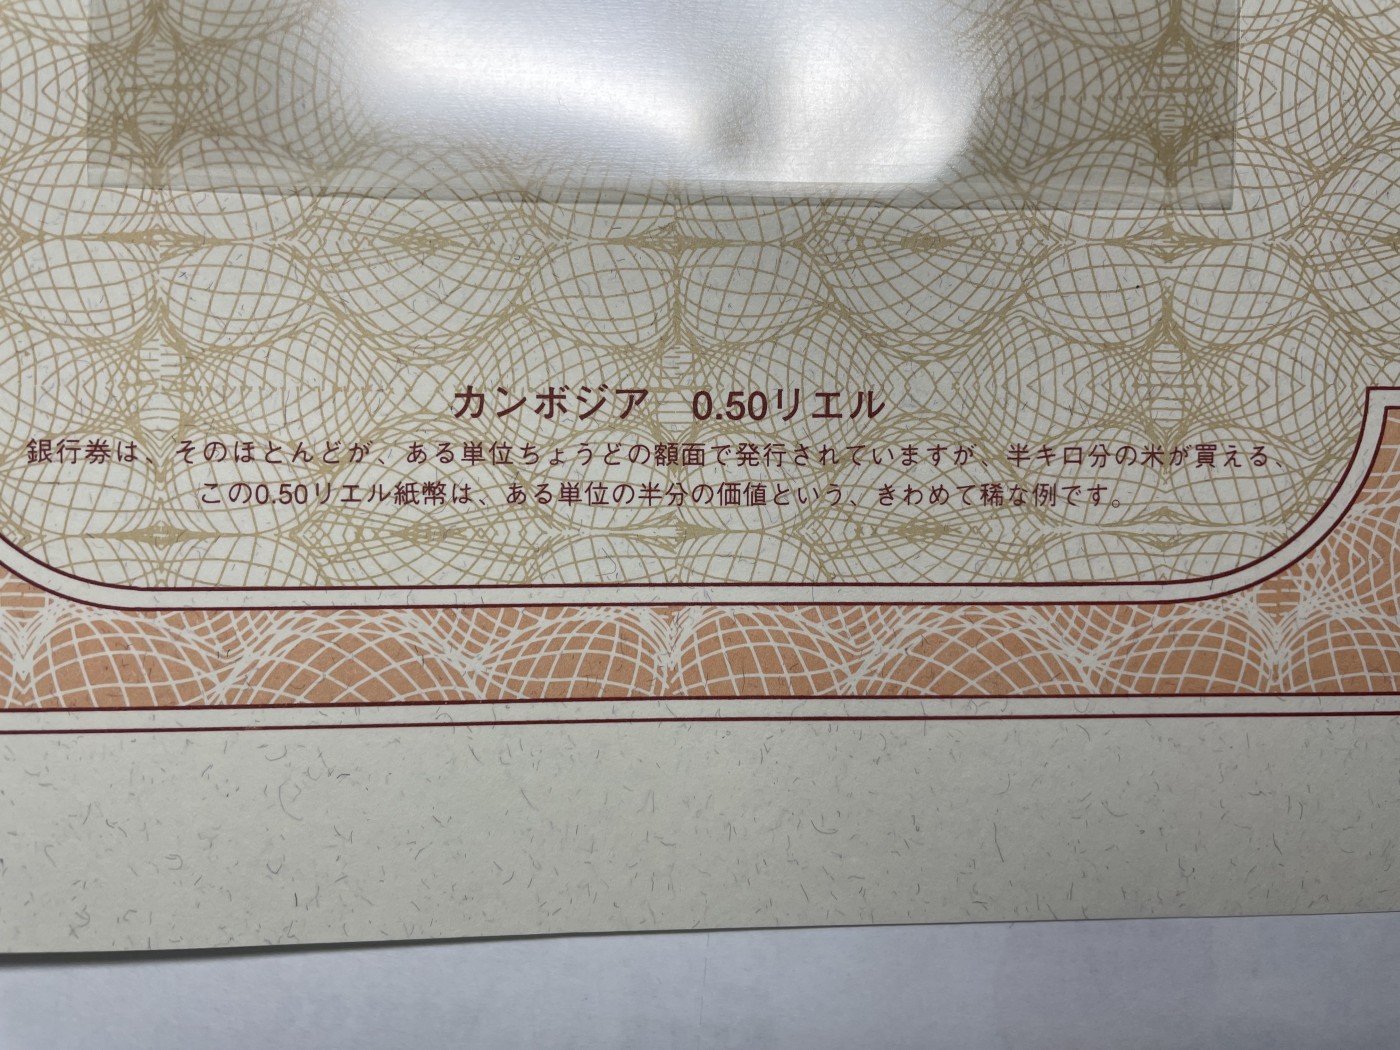 カンボジア　0.50リエル
銀行券は、そのほとんどが、ある単位ちょうどの額面で発行されていますが、半キロ分の米が買える、
この0.50リエル紙幣は、ある単位の半分の価値という、きわめて稀な例です。